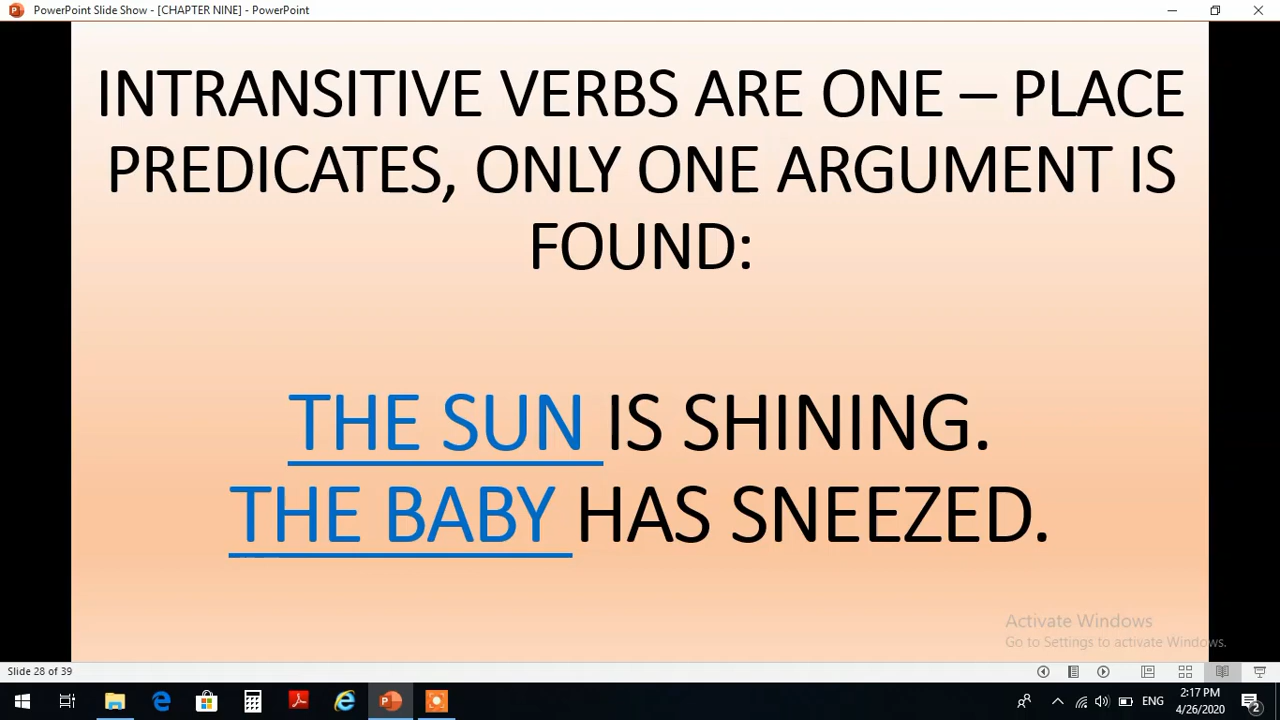 PowerPoint Slide Show - [CHAPTER NINE] - PowerPoint
INTRANSITIVE VERBS ARE ONE – PLACE
PREDICATES, ONLY ONE ARGUMENT IS
FOUND:
THE SUN IS SHINING.
THE BABY HAS SNEEZED.
Activate Windows
Go to Settings to activate Windows.
Slide 28 of 39
ENG
2:17 PM
4/26/2020
2